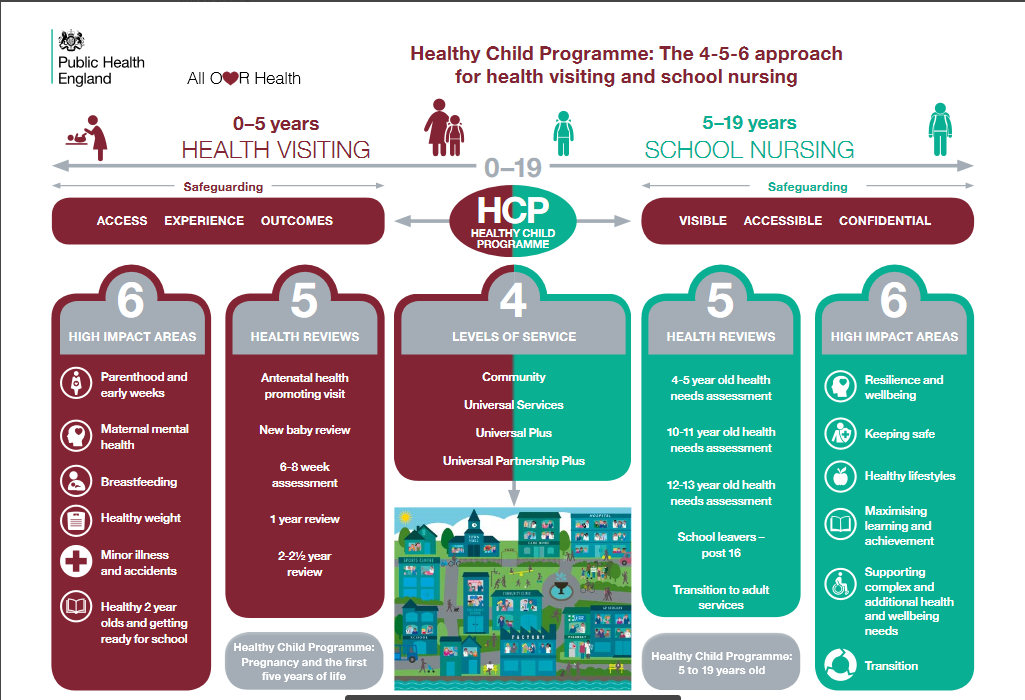 Public Health
England
All OUR Health
Healthy Child Programme: The 4-5-6 approach
for health visiting and school nursing
0–5 years
HEALTH VISITING
5–19 years
SCHOOL NURSING
0–19
Safeguarding
Safeguarding
ACCESS EXPERIENCE OUTCOMES
HCP
HEALTHY CHILD
PROGRAMME
VISIBLE ACCESSIBLE CONFIDENTIAL
6
HIGH IMPACT AREAS
Parenthood and
early weeks
Maternal mental
health
Breastfeeding
Healthy weight
Minor illness
and accidents
Healthy 2 year
olds and getting
ready for school
5
HEALTH REVIEWS
Antenatal health
promoting visit
New baby review
6-8 week
assessment
1 year review
2-2½ year
review
Healthy Child Programme:
Pregnancy and the first
five years of life
4
LEVELS OF SERVICE
Community
Universal Services
Universal Plus
Universal Partnership Plus
HOSPITAL
TOWN
HALL
SPORTS CENTRE
COMMUNITY CLINIC
FACTORY
PHARMACY
5
HEALTH REVIEWS
4-5 year old health
needs assessment
10-11 year old health
needs assessment
12-13 year old health
needs assessment
School leavers –
post 16
Transition to adult
services
Healthy Child Programme:
5 to 19 years old
6
HIGH IMPACT AREAS
Resilience and
wellbeing
Keeping safe
Healthy lifestyles
Maximising
learning and
achievement
Supporting
complex and
additional health
and wellbeing
needs
Transition